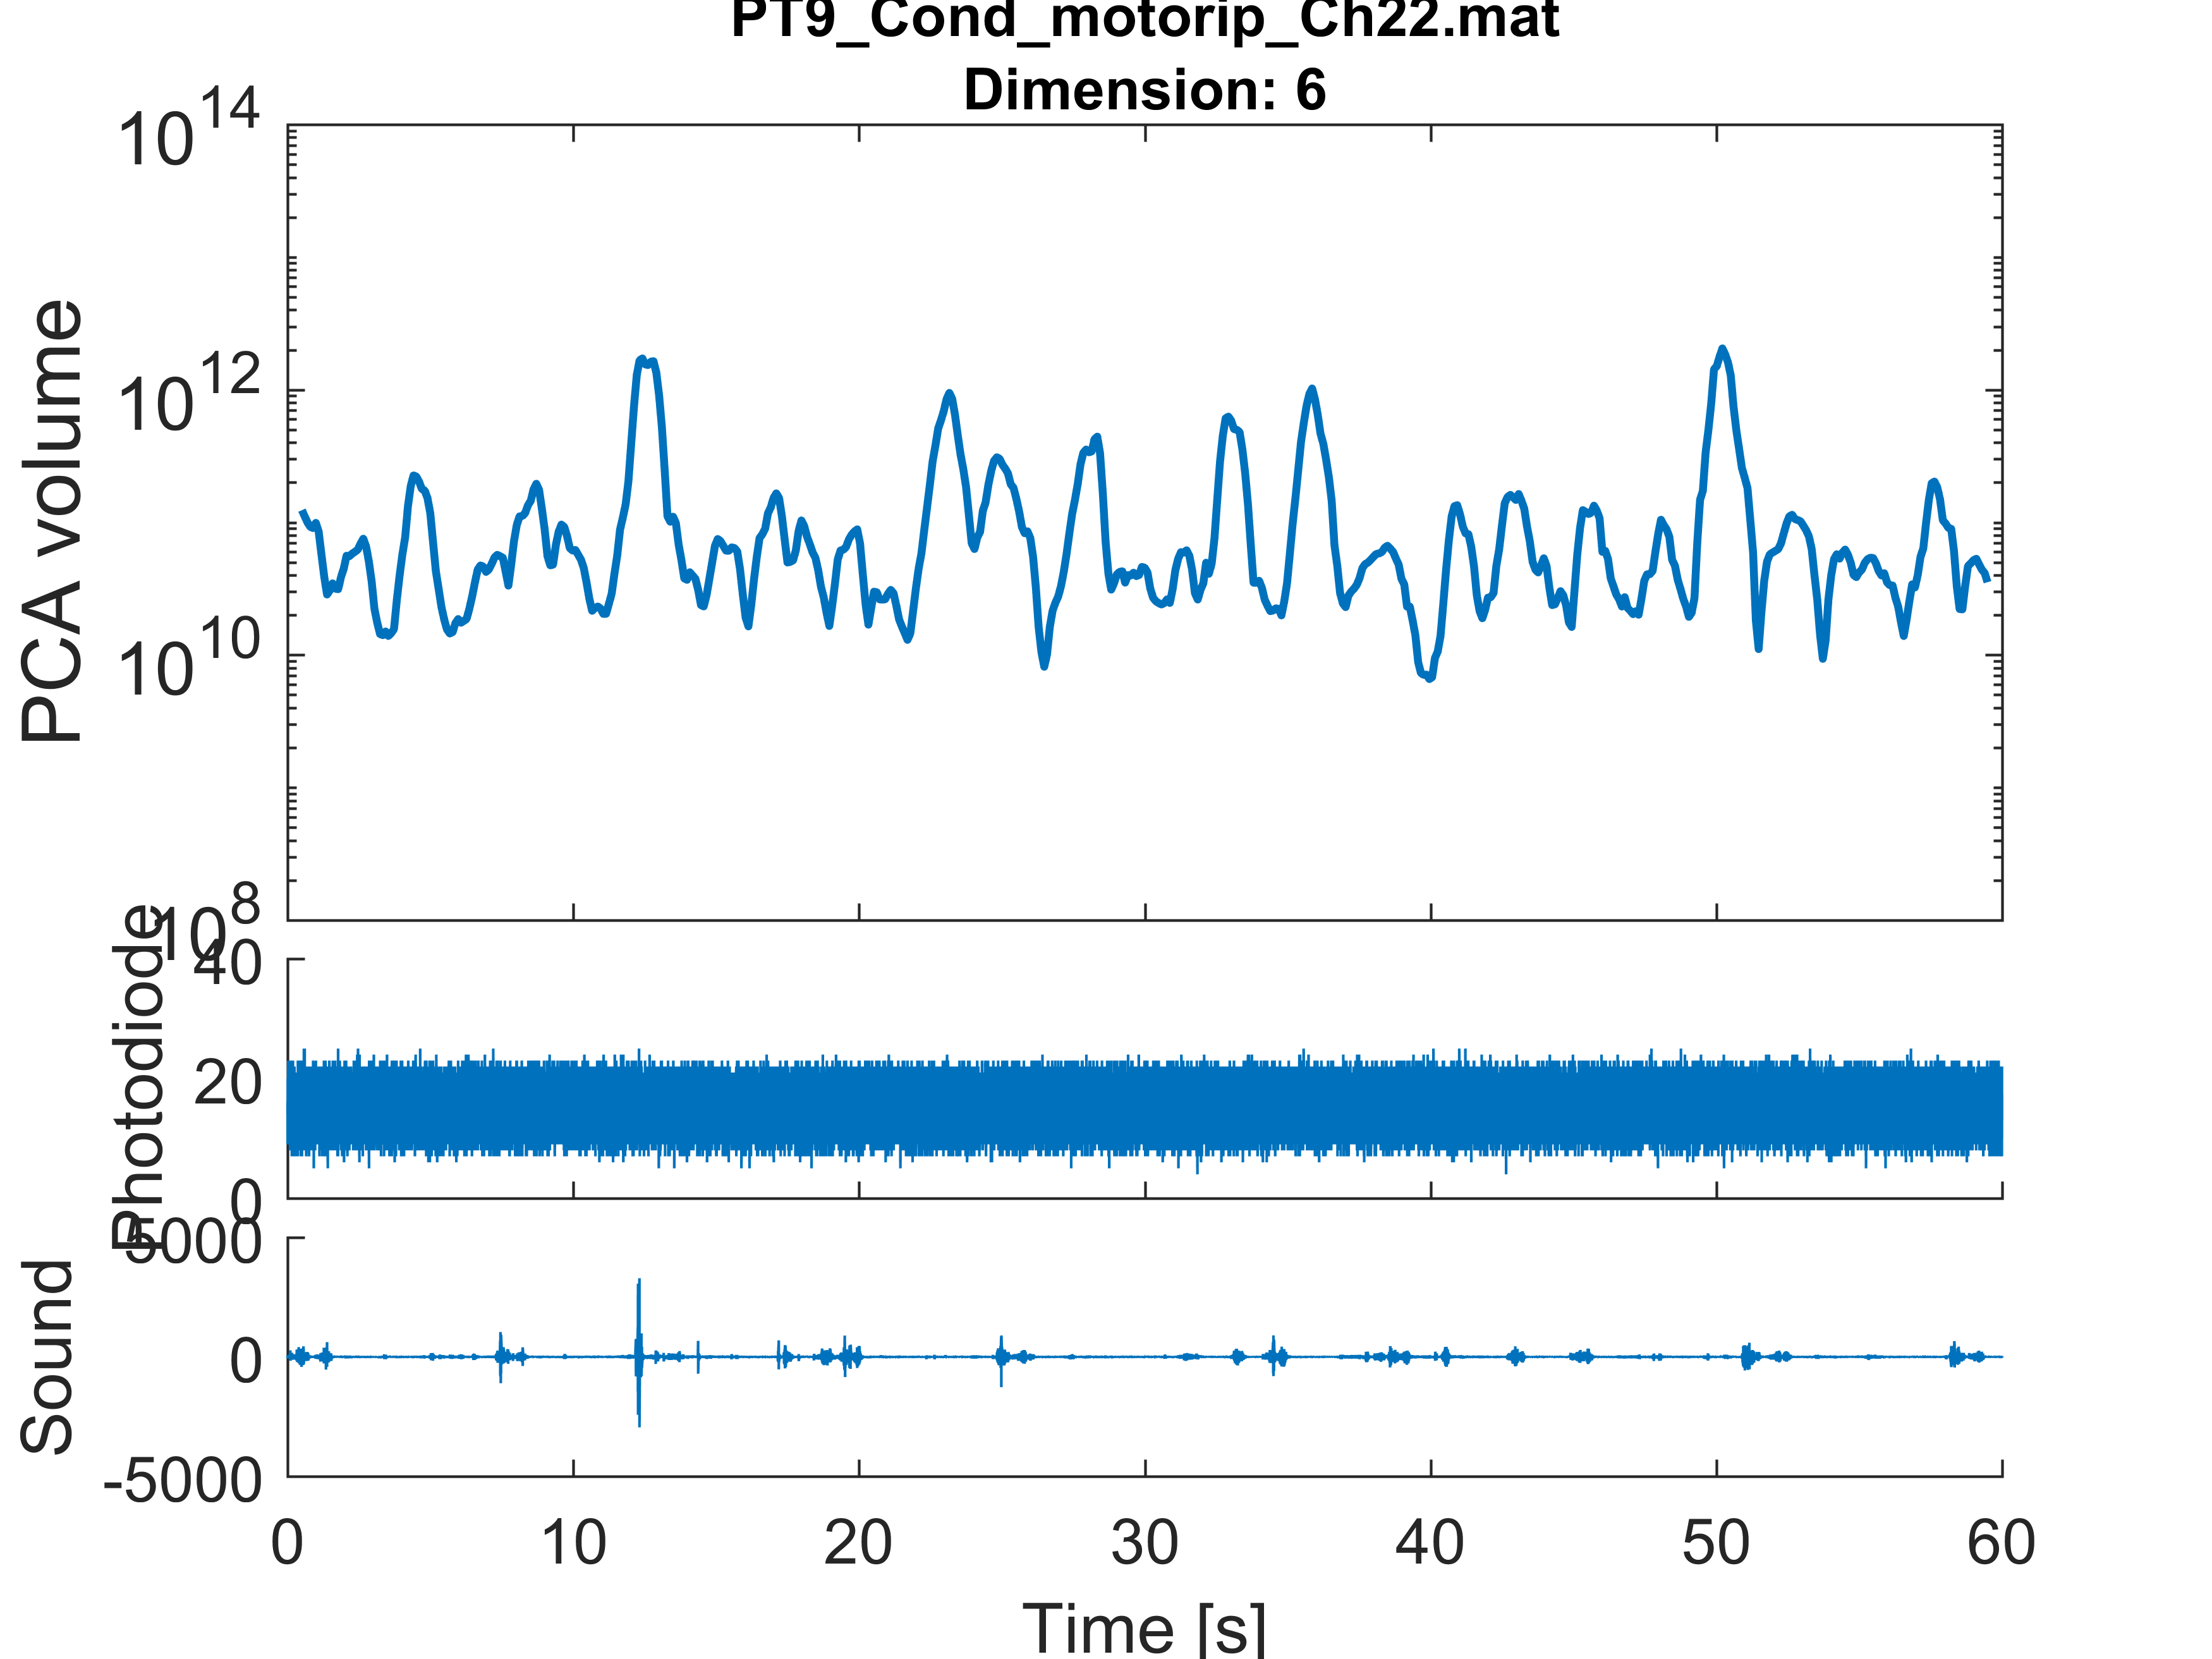 PT9_Cond_motorip_Ch22.mat
Dimension: 6
PCA volume
10^14
10^12
10^10
10^8
Photodiode
40
20
0
Sound
5000
0
-5000
0 10 20 30 40 50 60
Time [s]